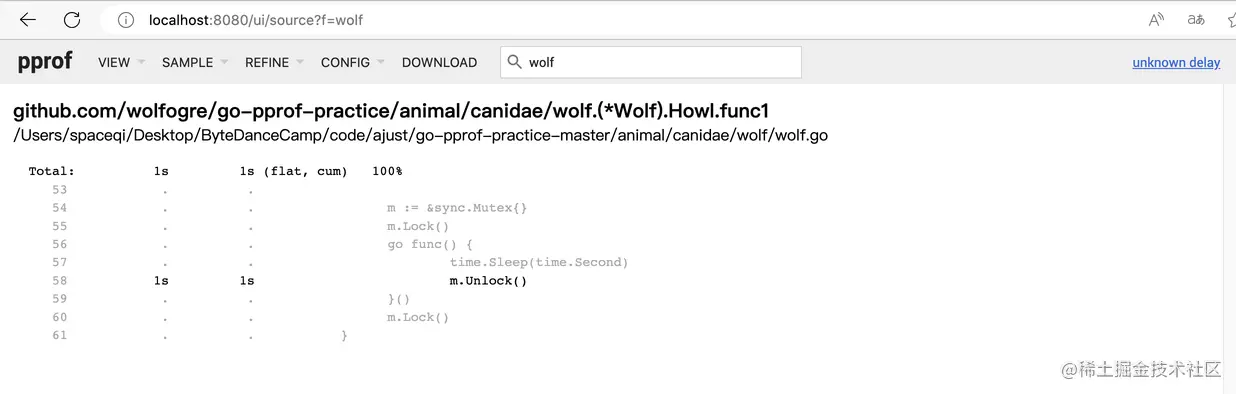 localhost:8080/ui/source?f=wolf
pprof VIEW SAMPLE REFINE CONFIG DOWNLOAD wolf unknown delay
github.com/wolfogre/go-pprof-practice/animal/canidae/wolf.(*Wolf).Howl.func1
/Users/spaceqi/Desktop/ByteDanceCamp/code/ajust/go-pprof-practice-master/animal/canidae/wolf/wolf.go
Total: 1s 1s (flat, cum) 100%
53 . .
54 . . m := &sync.Mutex{}
55 . . m.Lock()
56 . . go func() {
57 . . time.Sleep(time.Second)
58 1s 1s m.Unlock()
59 . . }()
60 . . m.Lock()
61 . . }
@稀土掘金技术社区